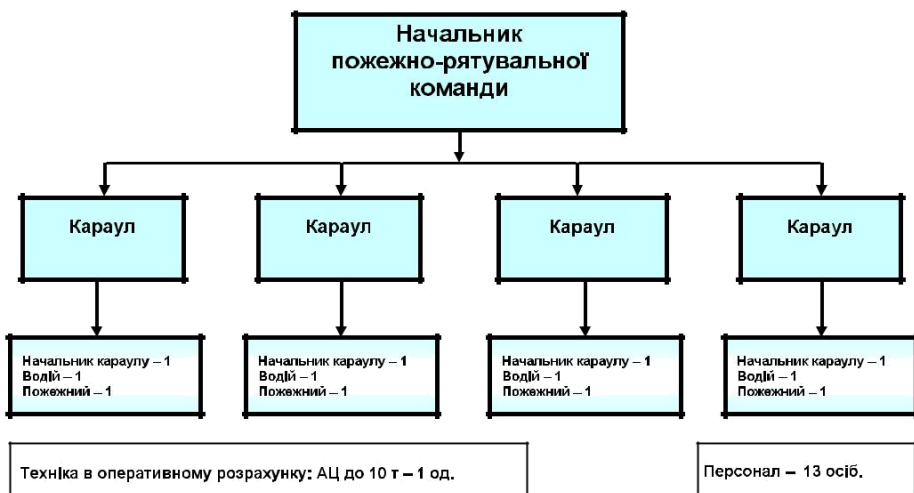 Начальник
пожежно-рятувальної
команди
Караул
Караул
Караул
Караул
Начальник караулу – 1
Водій – 1
Пожежний – 1
Начальник караулу – 1
Водій – 1
Пожежний – 1
Начальник караулу – 1
Водій – 1
Пожежний – 1
Начальник караулу – 1
Водій – 1
Пожежний – 1
Техніка в оперативному розрахунку: АЦ до 10 т – 1 од.
Персонал – 13 осіб.